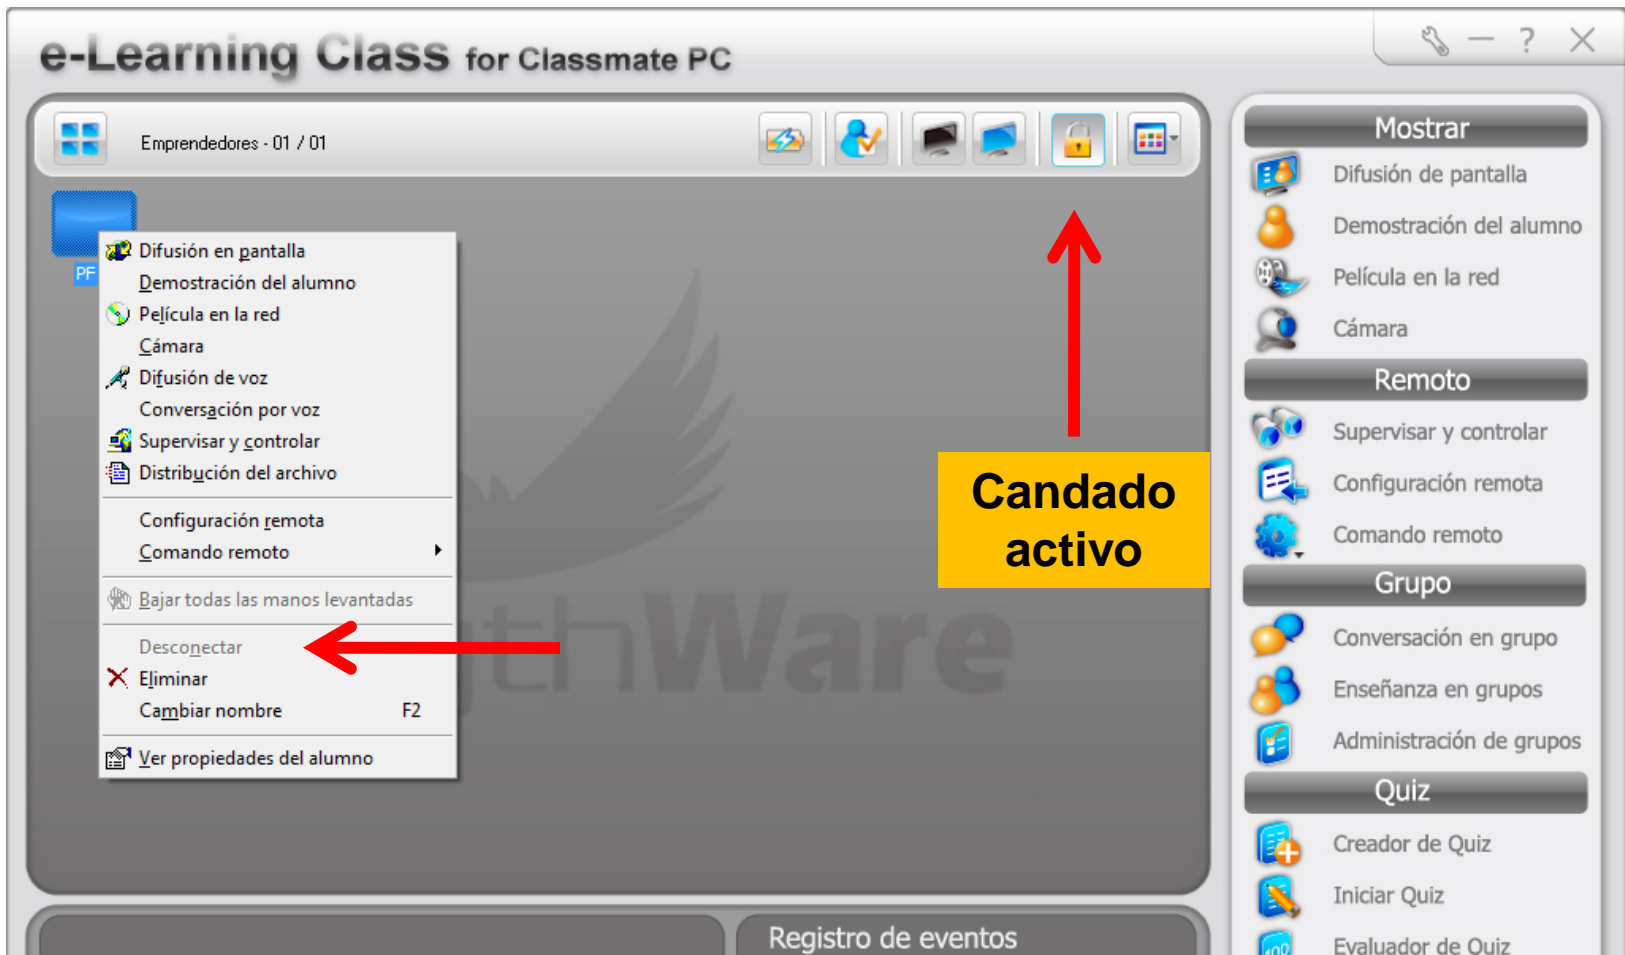 e-Learning Class for Classmate PC
?
Emprendedores - 01 / 01
PF
Difusión en pantalla
Demostración del alumno
Película en la red
Cámara
Difusión de voz
Conversación por voz
Supervisar y controlar
Distribución del archivo
Configuración remota
Comando remoto
Bajar todas las manos levantadas
Desconectar
Eliminar
Cambiar nombre F2
Ver propiedades del alumno
Candado
activo
gthWare
Mostrar
Difusión de pantalla
Demostración del alumno
Película en la red
Cámara
Remoto
Supervisar y controlar
Configuración remota
Comando remoto
Grupo
Conversación en grupo
Enseñanza en grupos
Administración de grupos
Quiz
Creador de Quiz
Iniciar Quiz
100
Evaluador de Quiz
Registro de eventos